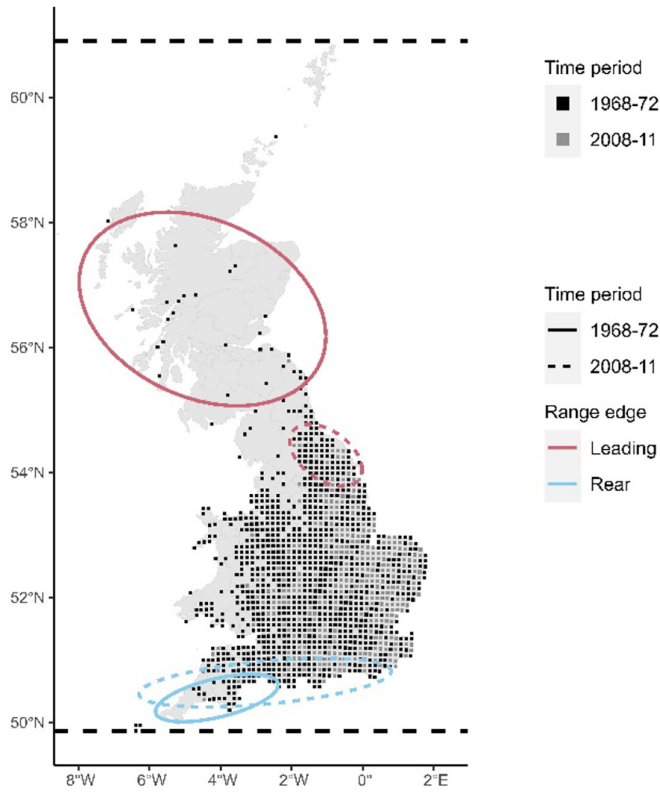 Time period
1968-72
2008-11
Time period
1968-72
2008-11
Range edge
Leading
Rear
60°N
58°N
56°N
54°N
52°N
50°N
8°W 6°W 4°W 2°W 0° 2°E